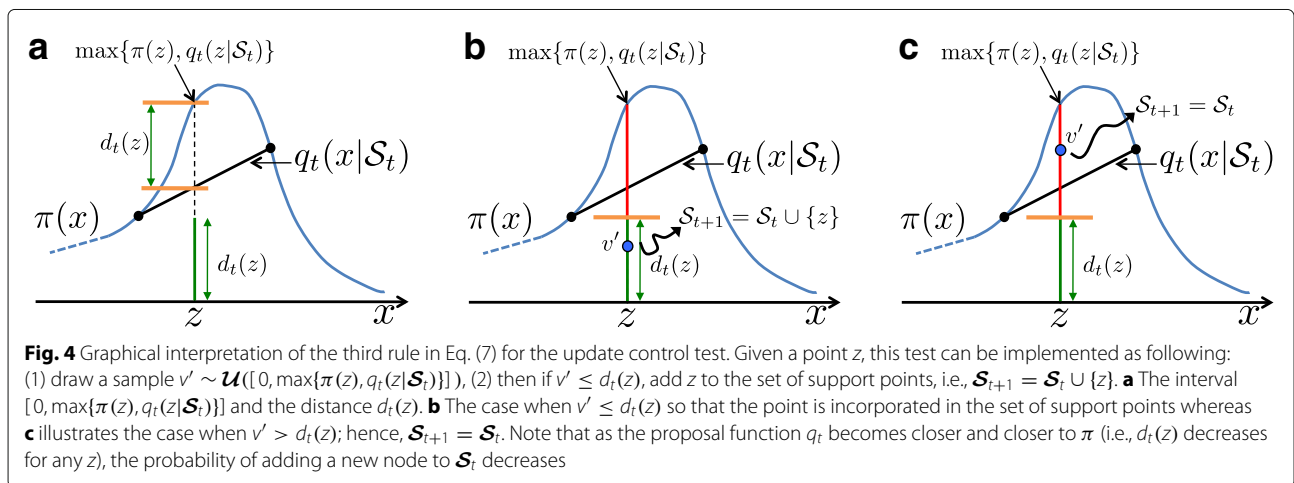 a
max{π(z), q_t(z|S_t)}
d_t(z)
q_t(x|S_t)
π(x)
d_t(z)
z
x
b
max{π(z), q_t(z|S_t)}
q_t(x|S_t)
π(x)
S_{t+1} = S_t ∪ {z}
v′
d_t(z)
z
x
c
max{π(z), q_t(z|S_t)}
S_{t+1} = S_t
v′
q_t(x|S_t)
π(x)
d_t(z)
z
x
Fig. 4 Graphical interpretation of the third rule in Eq. (7) for the update control test. Given a point z, this test can be implemented as following:
(1) draw a sample v′ ∼ U([ 0, max{π(z), q_t(z|S_t)}] ), (2) then if v′ ≤ d_t(z), add z to the set of support points, i.e., S_{t+1} = S_t ∪ {z}. a The interval
[ 0, max{π(z), q_t(z|S_t)}] and the distance d_t(z). b The case when v′ ≤ d_t(z) so that the point is incorporated in the set of support points whereas
c illustrates the case when v′ > d_t(z); hence, S_{t+1} = S_t. Note that as the proposal function q_t becomes closer and closer to π (i.e., d_t(z) decreases
for any z), the probability of adding a new node to S_t decreases